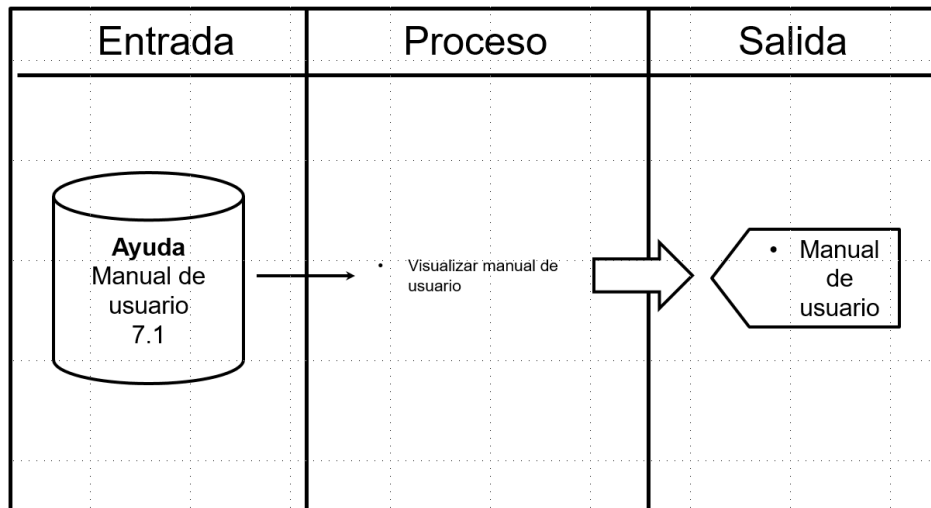 Entrada
Proceso
Salida
Ayuda
Manual de
usuario
7.1
• Visualizar manual de
usuario
• Manual
de
usuario